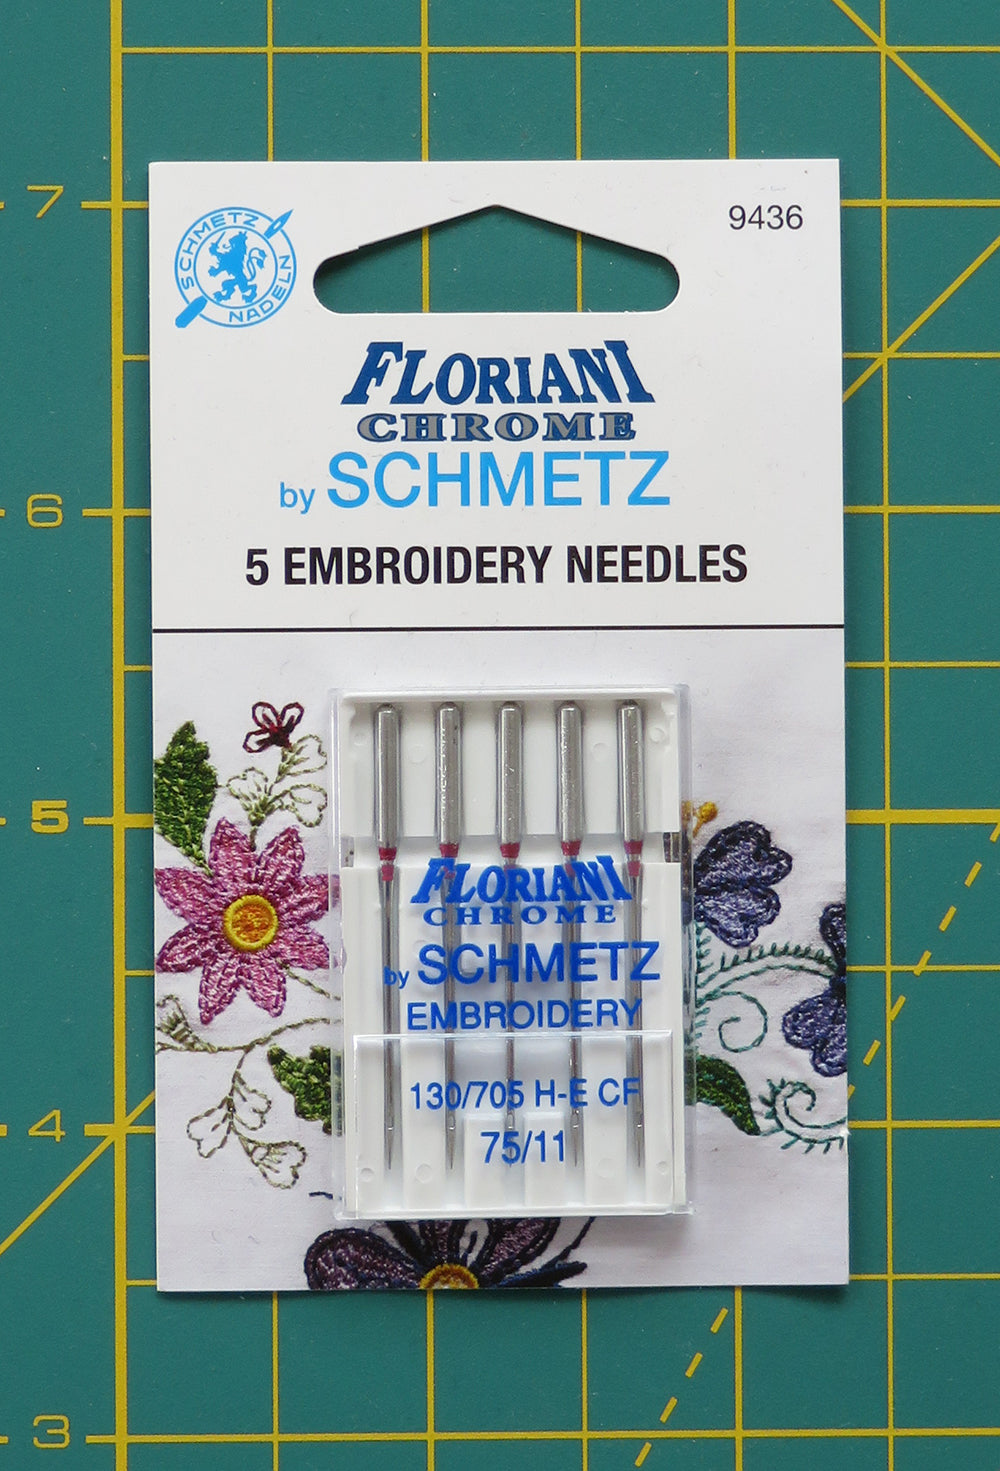 7
6
5
4
3
SCHMETZ
NADELN
9436
FLORIANI
CHROME
by SCHMETZ
5 EMBROIDERY NEEDLES
FLORIANI
CHROME
by SCHMETZ
EMBROIDERY
130/705 H-E CF
75/11